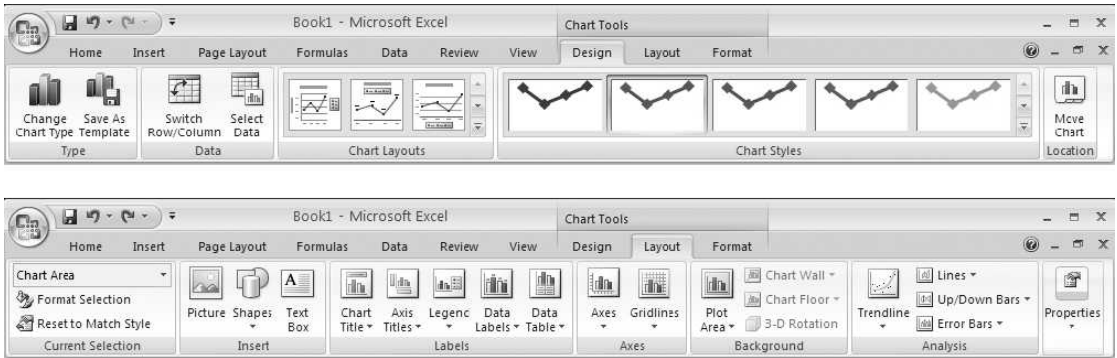 Book1 - Microsoft Excel Chart Tools
Home Insert Page Layout Formulas Data Review View Design Layout Format
Change Chart Type Save As Template Switch Row/Column Select Data Mcve Chart
Type Data Chart Layouts Chart Styles Location
Book1 - Microsoft Excel Chart Tools
Home Insert Page Layout Formulas Data Review View Design Layout Format
Chart Area
Format Selection
Reset to Match Style
Picture Shapes Text Box Chart Title Axis Titles Legenc Data Labels Data Table Axes Gridlines Plot Area
Chart Wall
Chart Floor
3-D Rotation
Trendline
Lines
Up/Down Bars
Error Bars
Properties
Current Selection Insert Labels Axes Background Analysis